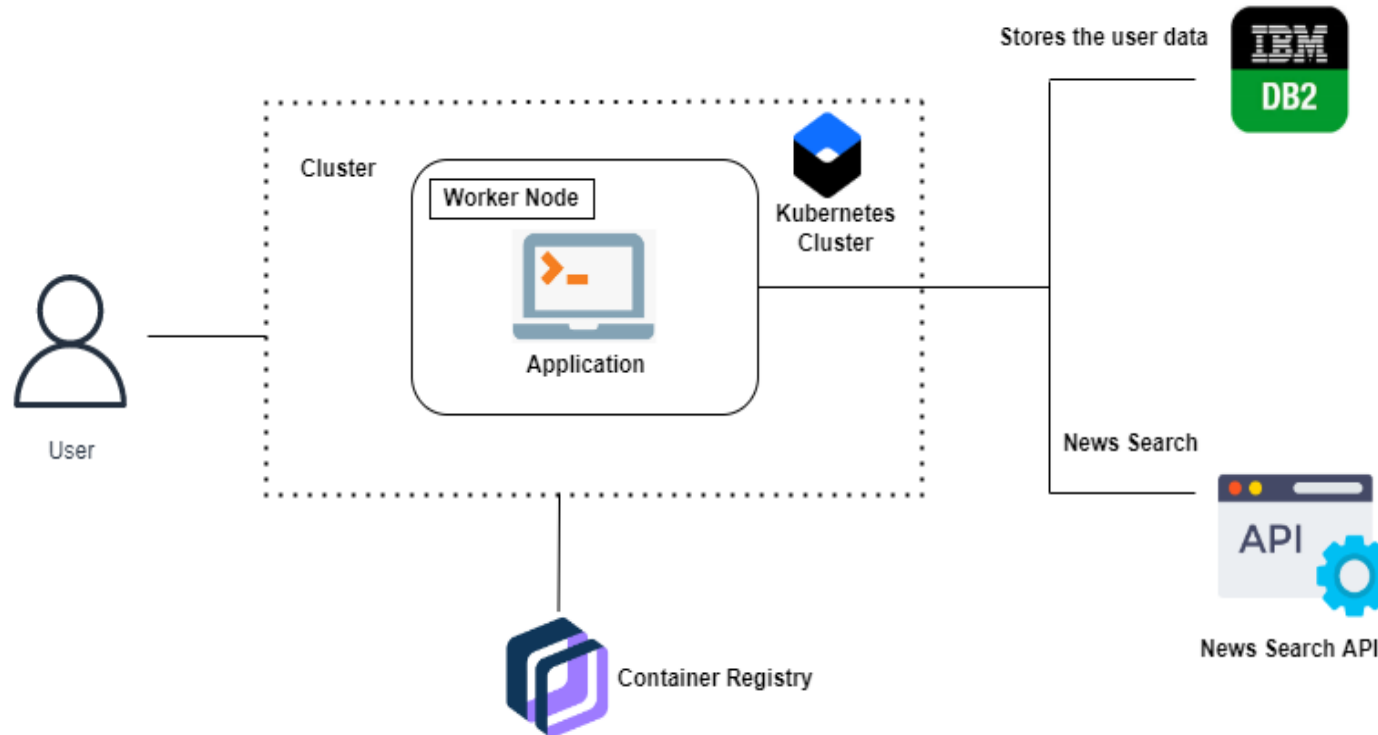 Stores the user data
IBM
DB2
Cluster
Worker Node
Kubernetes
Cluster
Application
User
News Search
API
News Search API
Container Registry